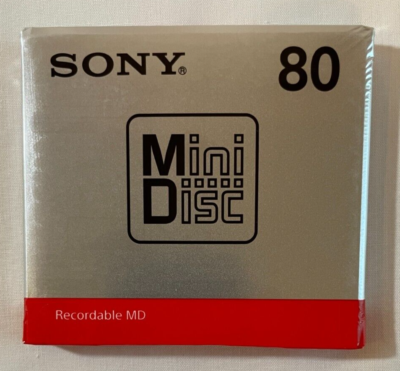 SONY® 80
Mini
Disc
Recordable MD